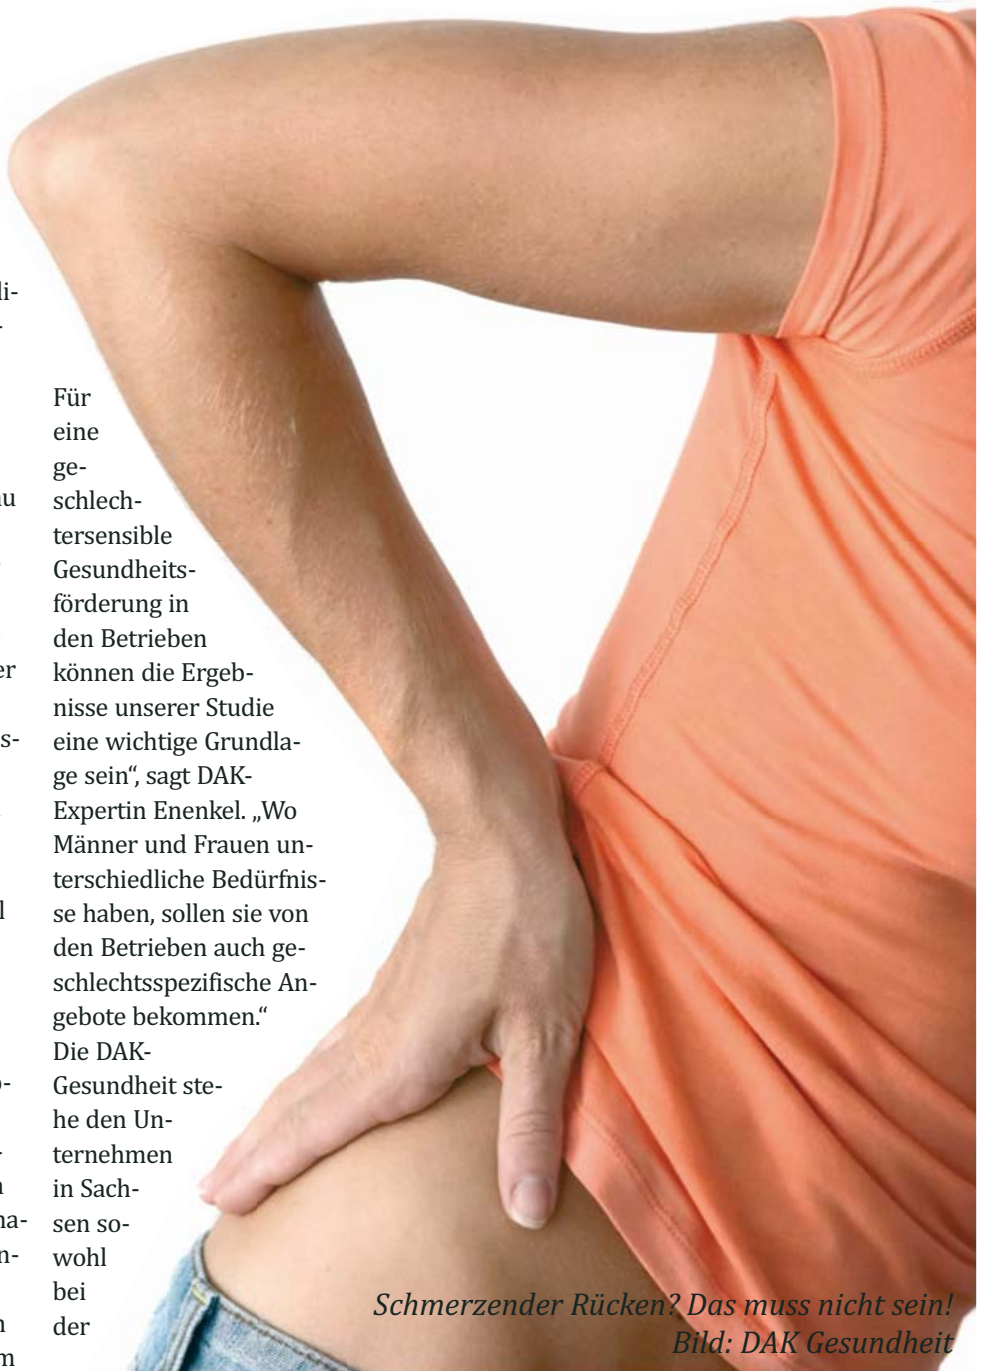 Für
eine
ge-
schlech-
tersensible
Gesundheits-
förderung in
den Betrieben
können die Ergeb-
nisse unserer Studie
eine wichtige Grundla-
ge sein“, sagt DAK-
Expertin Enenkel. „Wo
Männer und Frauen un-
terschiedliche Bedürfnis-
se haben, sollen sie von
den Betrieben auch ge-
schlechtsspezifische An-
gebote bekommen.“
Die DAK-
Gesundheit ste-
he den Un-
ternehmen
in Sach-
sen so-
wohl
bei
der
Schmerzender Rücken? Das muss nicht sein!
Bild: DAK Gesundheit